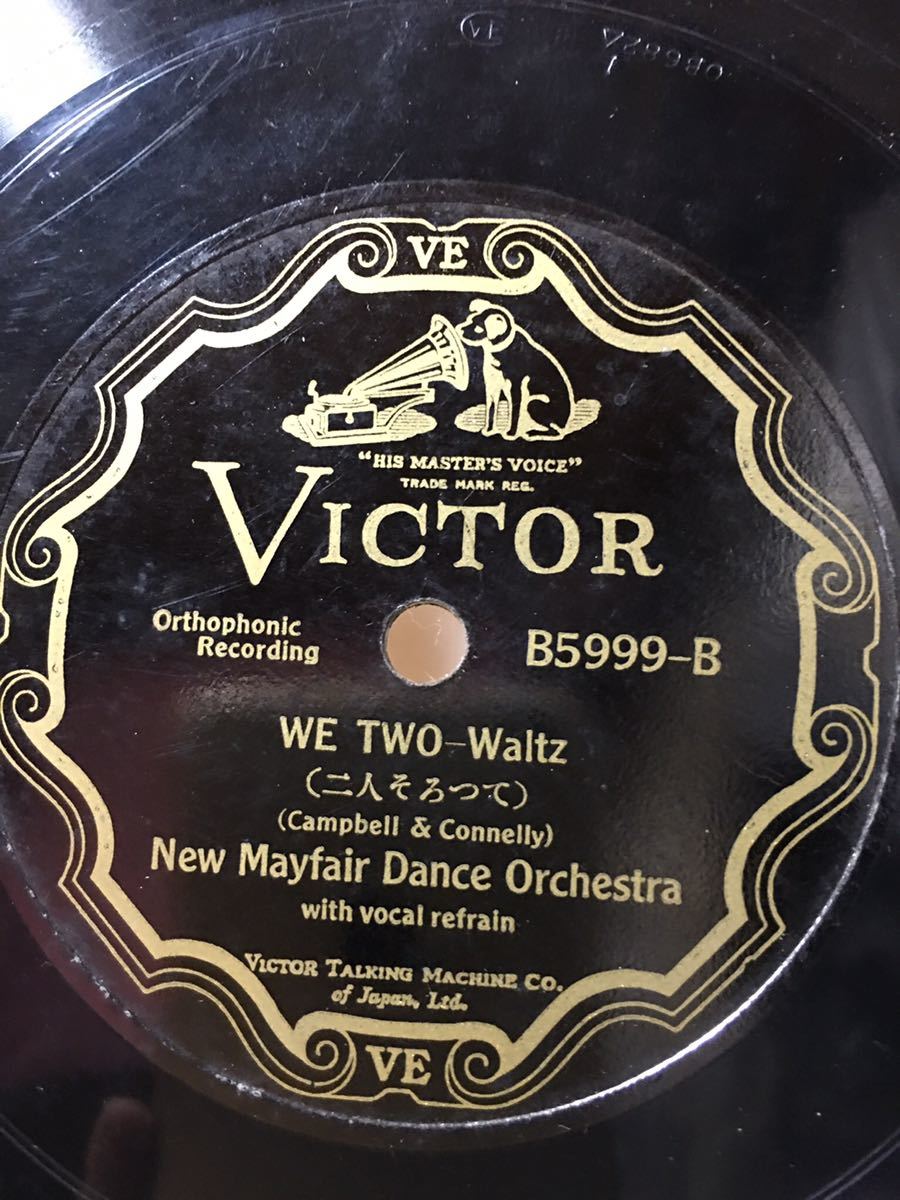 VE
"HIS MASTER'S VOICE"
TRADE MARK REG.
VICTOR
Orthophonic
Recording
B5999-B
WE TWO-Waltz
(二人そろつて)
(Campbell & Connelly)
New Mayfair Dance Orchestra
with vocal refrain
VICTOR TALKING MACHINE CO.
of Japan, Ltd.
VE